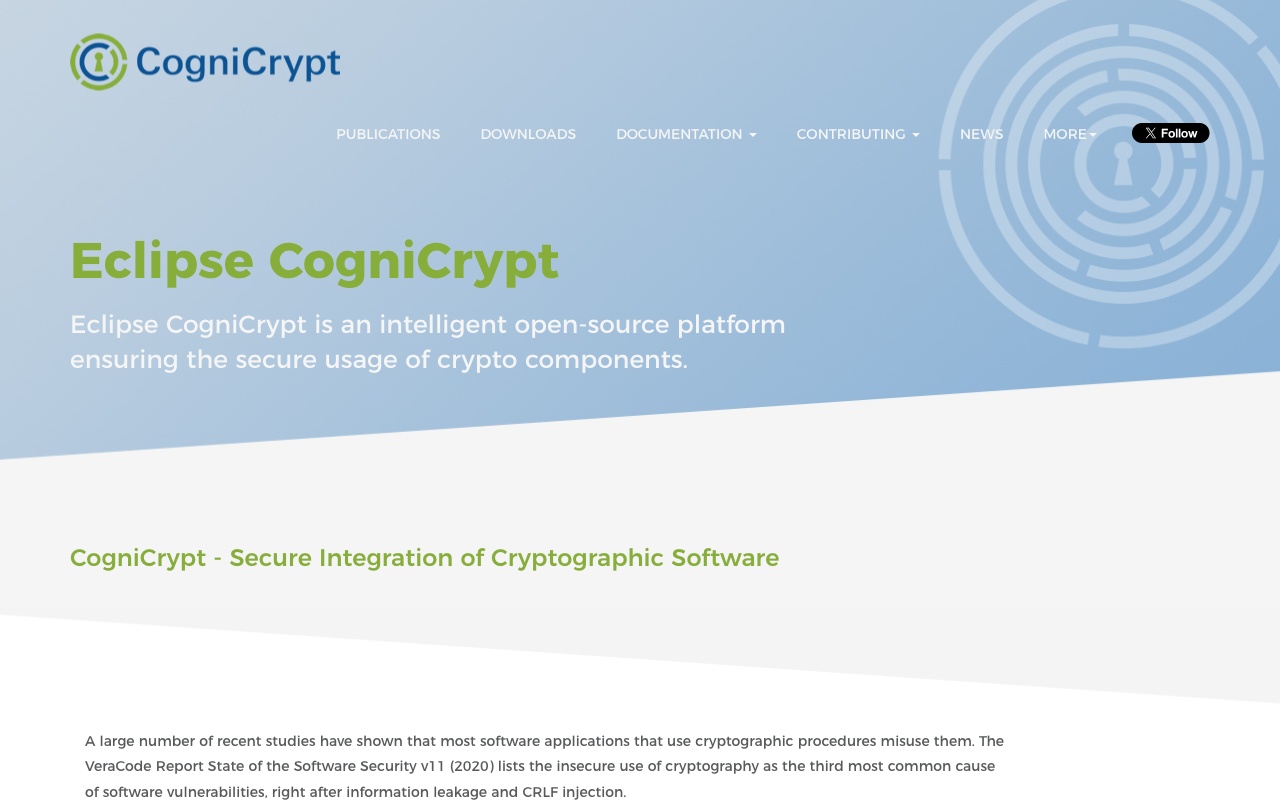 CogniCrypt
PUBLICATIONS DOWNLOADS DOCUMENTATION CONTRIBUTING NEWS MORE Follow
Eclipse CogniCrypt
Eclipse CogniCrypt is an intelligent open-source platform
ensuring the secure usage of crypto components.
CogniCrypt - Secure Integration of Cryptographic Software
A large number of recent studies have shown that most software applications that use cryptographic procedures misuse them. The
VeraCode Report State of the Software Security v11 (2020) lists the insecure use of cryptography as the third most common cause
of software vulnerabilities, right after information leakage and CRLF injection.